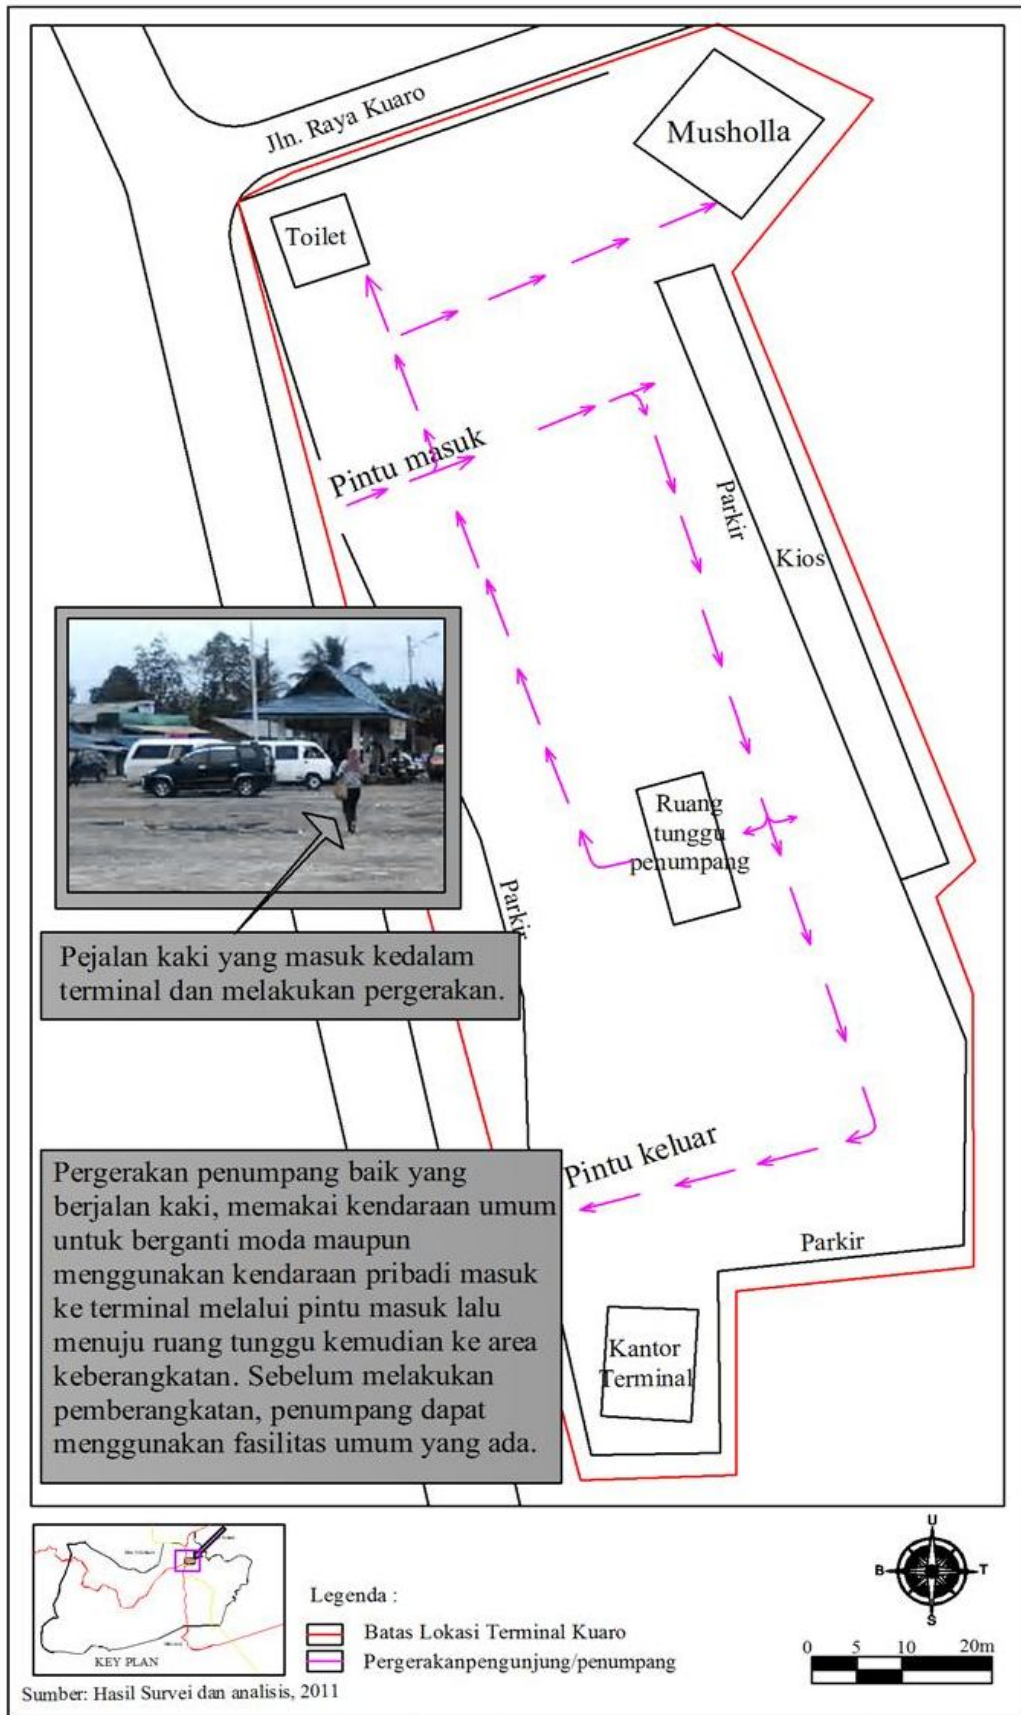 Jln. Raya Kuaro
Musholla
Toilet
Pintu masuk
Parkir
Kios
Ruang
tunggu
penumpang
Parkir
Pejalan kaki yang masuk kedalam
terminal dan melakukan pergerakan.
Pintu keluar
Pergerakan penumpang baik yang
berjalan kaki, memakai kendaraan umum
untuk berganti moda maupun
menggunakan kendaraan pribadi masuk
ke terminal melalui pintu masuk lalu
menuju ruang tunggu kemudian ke area
keberangkatan. Sebelum melakukan
pemberangkatan, penumpang dapat
menggunakan fasilitas umum yang ada.
Parkir
Kantor
Terminal
KEY PLAN
Legenda :
Batas Lokasi Terminal Kuaro
Pergerakanpengunjung/penumpang
U
B T
S
0 5 10 20m
Sumber: Hasil Survei dan analisis, 2011